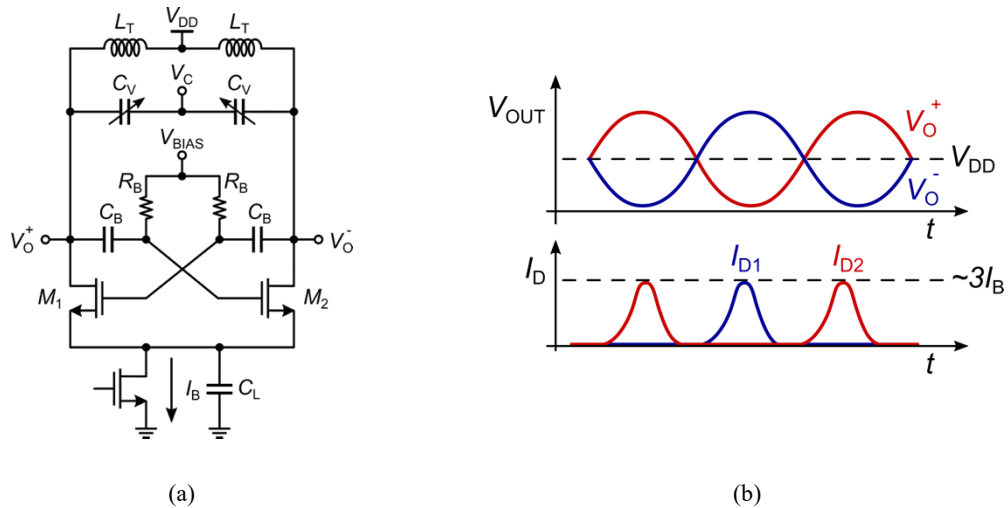 L_T V_DD L_T
V_C
C_V C_V
V_BIAS
R_B R_B
C_B C_B
V_O^+ V_O^-
M_1 M_2
I_B C_L
(a)
V_OUT
V_O^+
V_DD
V_O^-
t
I_D I_D1 I_D2 ~3I_B
t
(b)